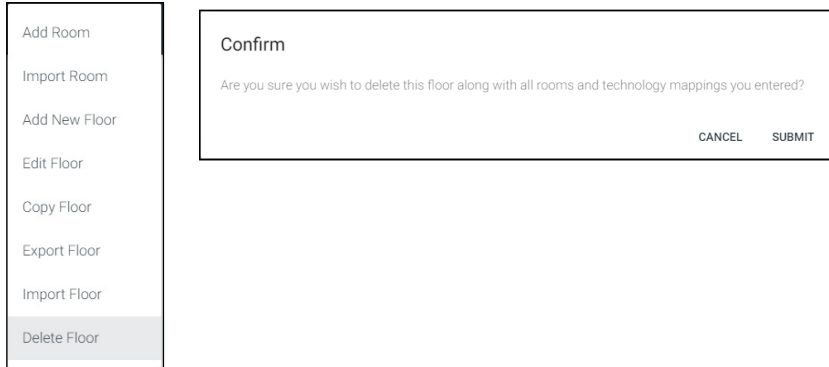 Add Room
Import Room
Add New Floor
Edit Floor
Copy Floor
Export Floor
Import Floor
Delete Floor
Confirm
Are you sure you wish to delete this floor along with all rooms and technology mappings you entered?
CANCEL SUBMIT